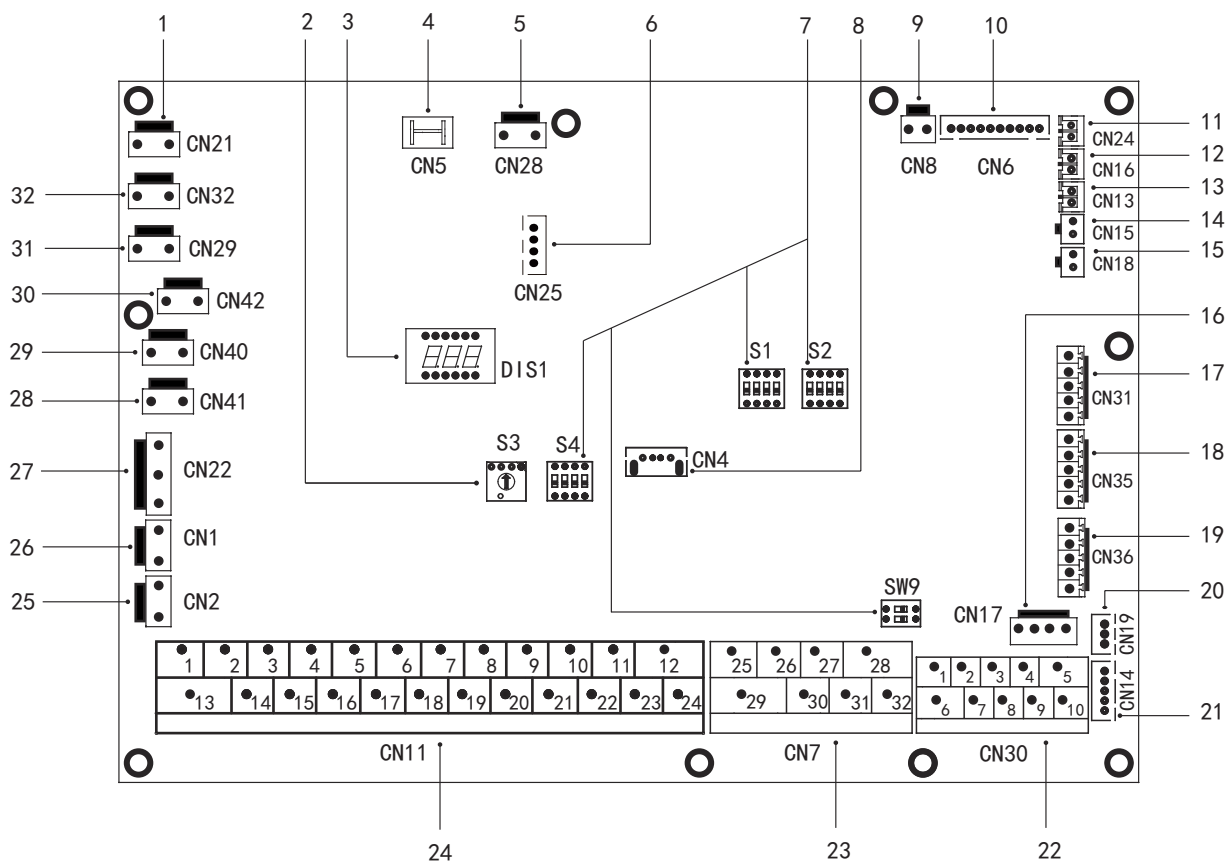 1 2 3 4 5 6 7 8 9 10
CN21
CN5
CN28
CN8
CN6
CN24 11
CN16 12
32 CN32
CN13 13
CN15 14
31 CN29
CN18 15
CN25
30 CN42
16
29 CN40
3 DIS1
S1 S2
CN31 17
28 CN41
27 CN22
S3 S4
CN4
CN35 18
2
26 CN1
CN36 19
25 CN2
SW9
CN17
CN19 20
1 2 3 4 5 6 7 8 9 10 11 12
25 26 27 28
1 2 3 4 5
CN14
13 14 15 16 17 18 19 20 21 22 23 24
29 30 31 32
6 7 8 9 10
21
CN11 CN7 CN30
24 23 22